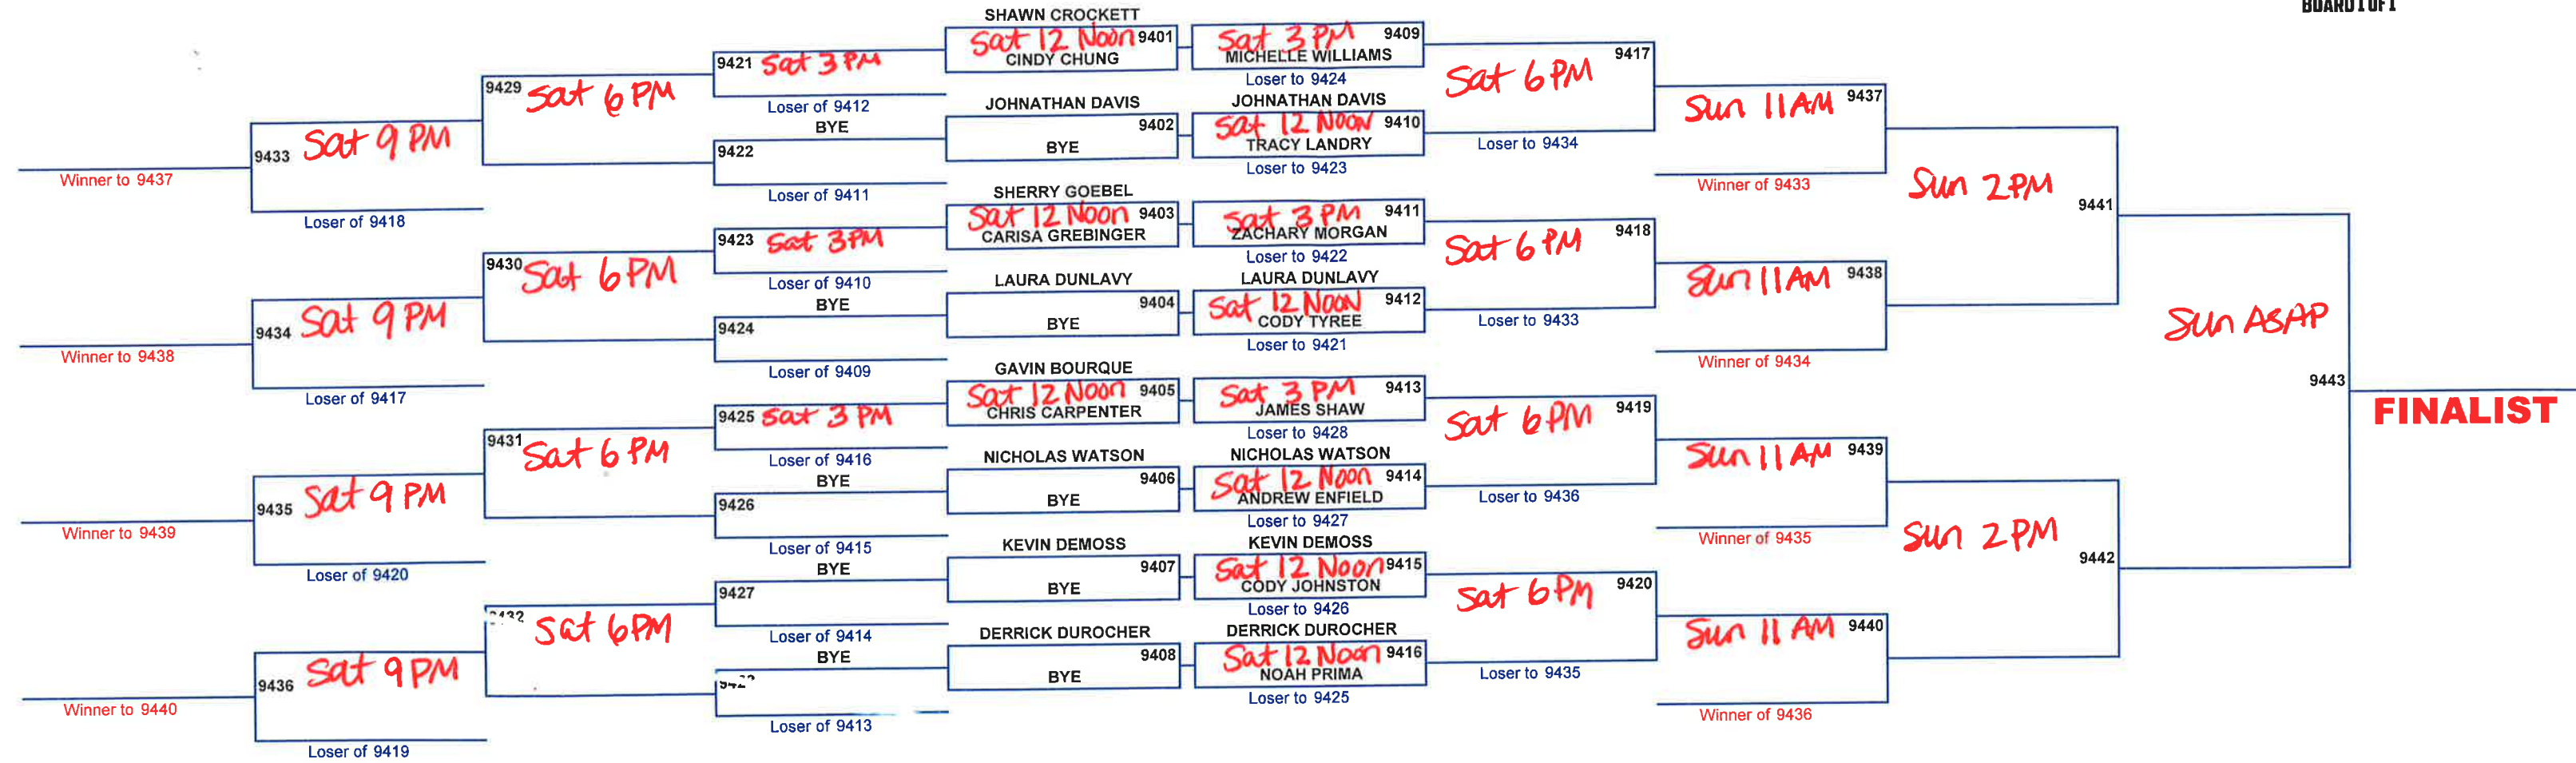 BOARD 1 OF 1
SHAWN CROCKETT
Sat 12 Noon 9401
CINDY CHUNG
Sat 3 PM 9409
MICHELLE WILLIAMS
Loser to 9424
9417
Sat 6 PM
9421 Sat 3 PM
Loser of 9412
9429 Sat 6 PM
JOHNATHAN DAVIS
9402
BYE
JOHNATHAN DAVIS
Sat 12 Noon 9410
TRACY LANDRY
Loser to 9423
Loser to 9434
Sun 11 AM 9437
Winner of 9433
BYE
9422
Loser of 9411
9433 Sat 9 PM
Winner to 9437
Loser of 9418
Sun 2 PM
9441
SHERRY GOEBEL
Sat 12 Noon 9403
CARISA GREBINGER
Sat 3 PM 9411
ZACHARY MORGAN
Loser to 9422
9418
Sat 6 PM
9423 Sat 3 PM
Loser of 9410
9430 Sat 6 PM
LAURA DUNLAVY
9404
BYE
LAURA DUNLAVY
Sat 12 Noon 9412
CODY TYREE
Loser to 9421
Loser to 9433
Sun 11 AM 9438
Winner of 9434
BYE
9424
Loser of 9409
9434 Sat 9 PM
Winner to 9438
Loser of 9417
Sun ASAP
9443
FINALIST
GAVIN BOURQUE
Sat 12 Noon 9405
CHRIS CARPENTER
Sat 3 PM 9413
JAMES SHAW
Loser to 9428
9419
Sat 6 PM
9425 Sat 3 PM
Loser of 9416
9431 Sat 6 PM
NICHOLAS WATSON
9406
BYE
NICHOLAS WATSON
Sat 12 Noon 9414
ANDREW ENFIELD
Loser to 9427
Loser to 9436
Sun 11 AM 9439
Winner of 9435
BYE
9426
Loser of 9415
9435 Sat 9 PM
Winner to 9439
Loser of 9420
Sun 2 PM
9442
KEVIN DEMOSS
9407
BYE
KEVIN DEMOSS
Sat 12 Noon 9415
CODY JOHNSTON
Loser to 9426
9420
Sat 6 PM
BYE
9427
Loser of 9414
Sat 6 PM
DERRICK DUROCHER
9408
BYE
DERRICK DUROCHER
Sat 12 Noon 9416
NOAH PRIMA
Loser to 9425
Loser to 9435
Sun 11 AM 9440
Winner of 9436
BYE
Loser of 9413
9436 Sat 9 PM
Winner to 9440
Loser of 9419